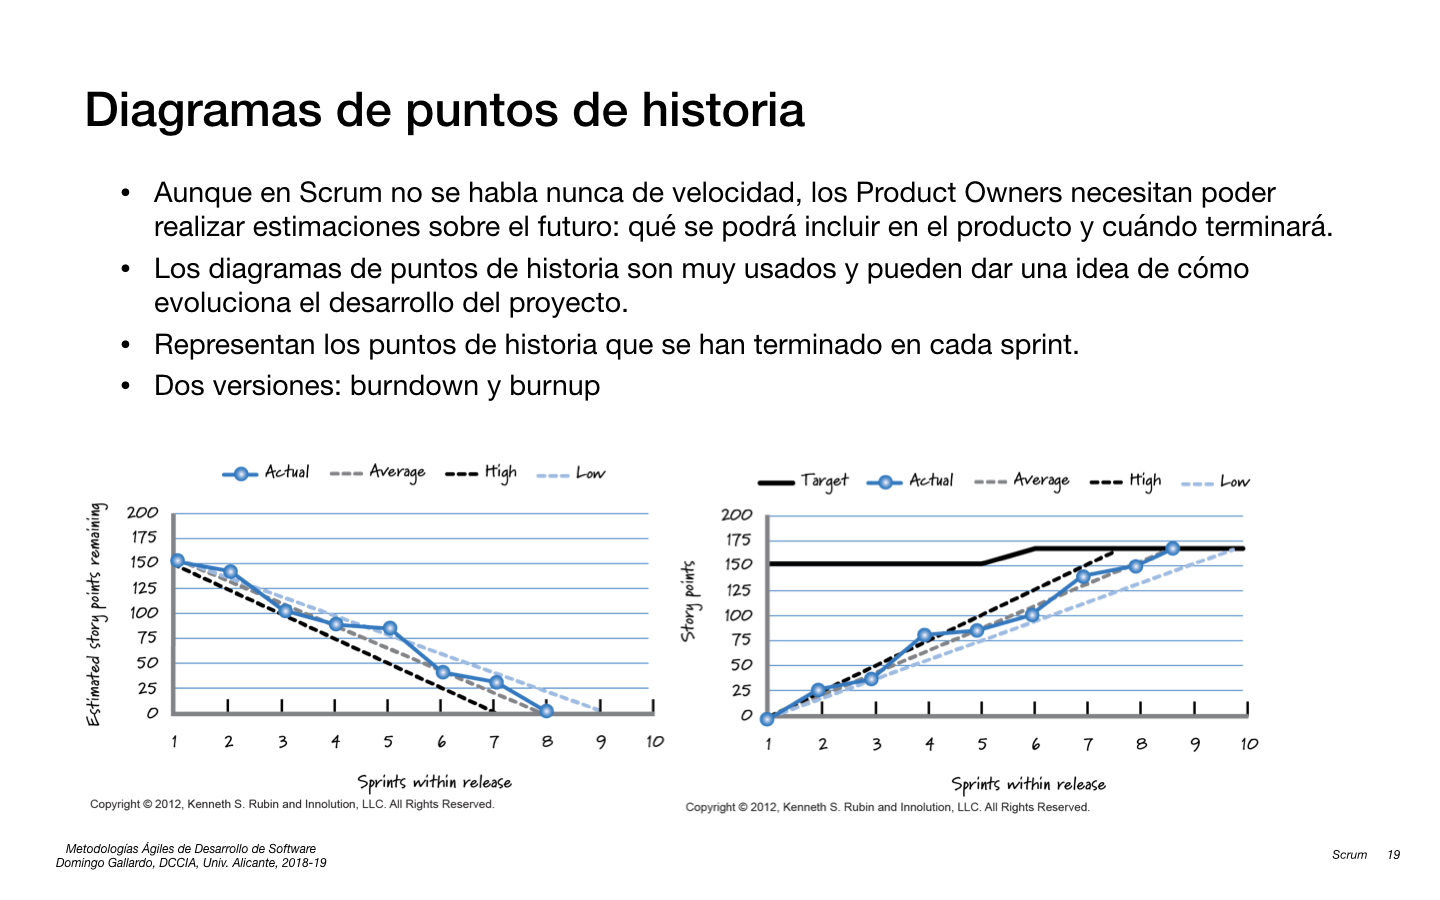 Diagramas de puntos de historia
• Aunque en Scrum no se habla nunca de velocidad, los Product Owners necesitan poder
realizar estimaciones sobre el futuro: qué se podrá incluir en el producto y cuándo terminará.
• Los diagramas de puntos de historia son muy usados y pueden dar una idea de cómo
evoluciona el desarrollo del proyecto.
• Representan los puntos de historia que se han terminado en cada sprint.
• Dos versiones: burndown y burnup
Actual Average High Low
Estimated story points remaining
200
175
150
125
100
75
50
25
0
1 2 3 4 5 6 7 8 9 10
Sprints within release
Copyright © 2012, Kenneth S. Rubin and Innolution, LLC. All Rights Reserved.
Target Actual Average High Low
Story points
200
175
150
125
100
75
50
25
0
1 2 3 4 5 6 7 8 9 10
Sprints within release
Copyright © 2012, Kenneth S. Rubin and Innolution, LLC. All Rights Reserved.
Metodologías Ágiles de Desarrollo de Software
Domingo Gallardo, DCCIA, Univ. Alicante, 2018-19
Scrum 19